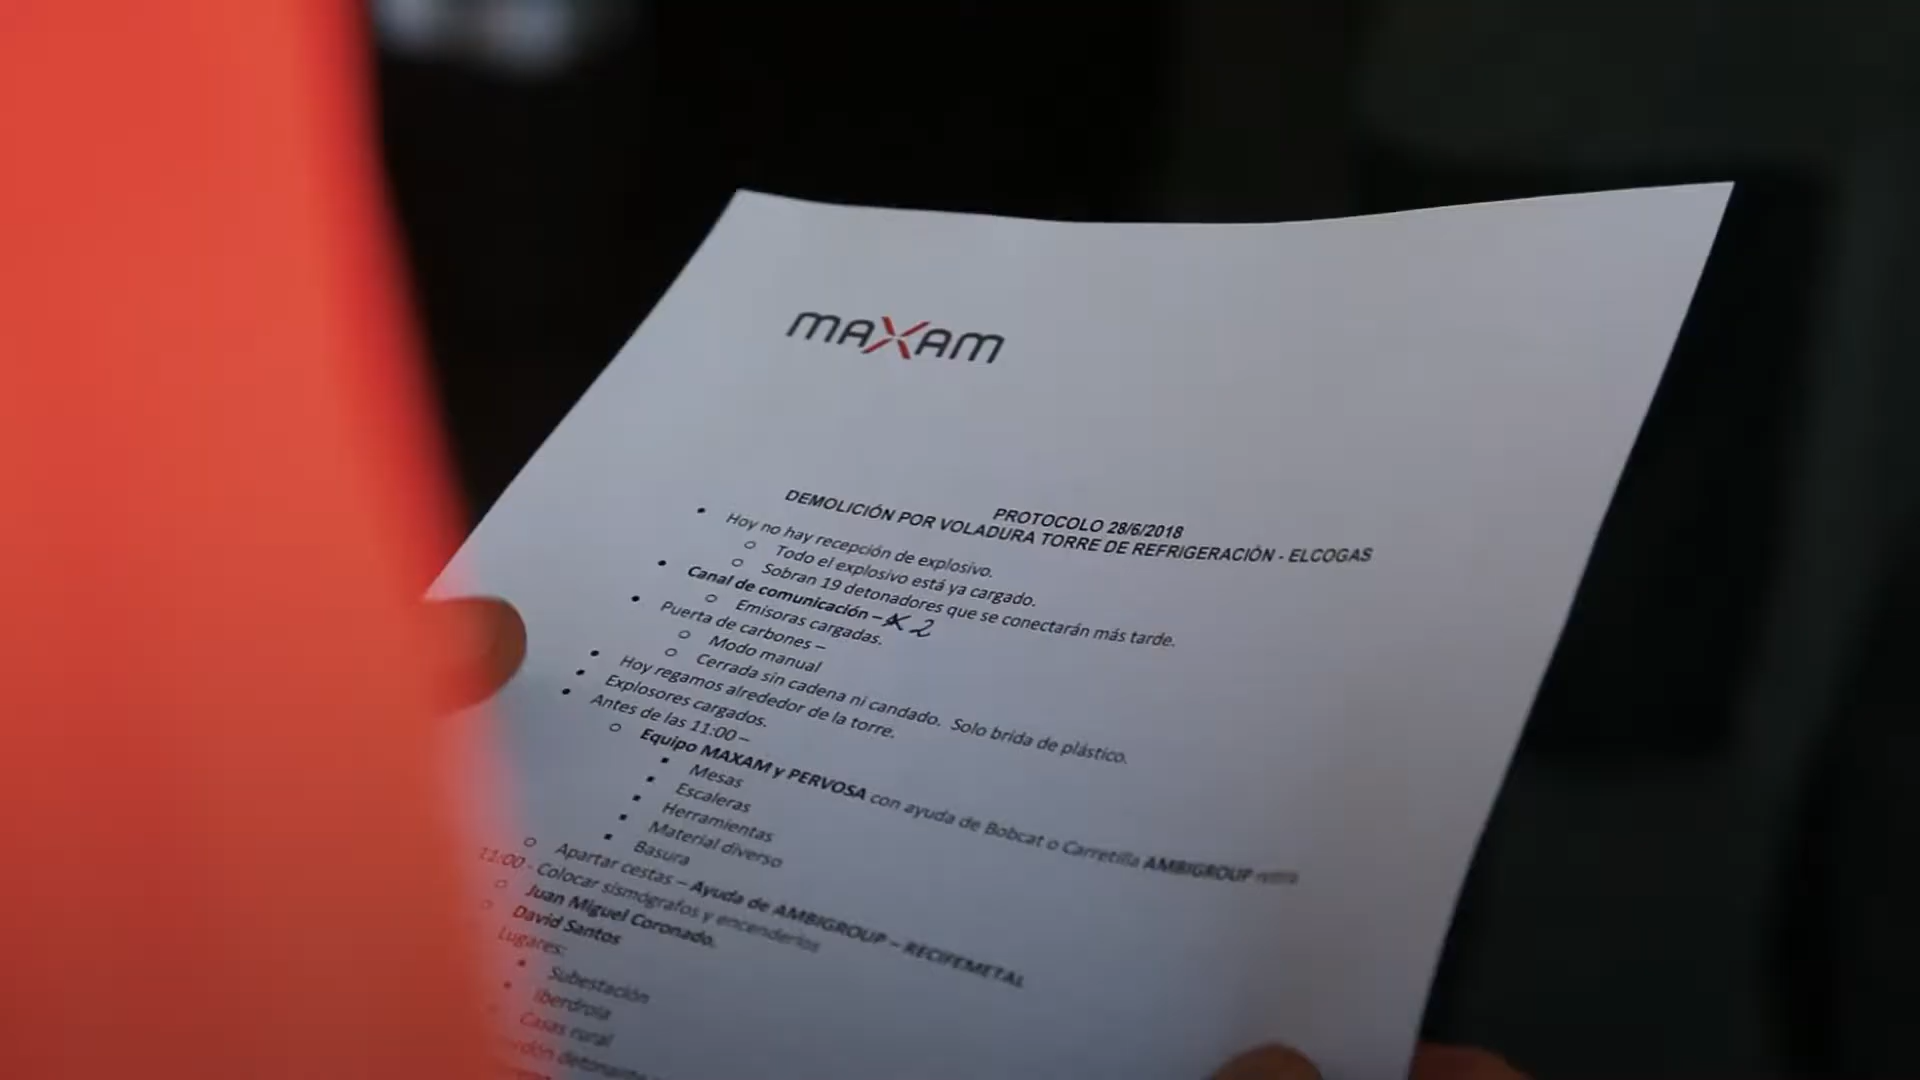 MAXAM
PROTOCOLO 28/6/2018
DEMOLICIÓN POR VOLADURA TORRE DE REFRIGERACIÓN - ELCOGAS
• Hoy no hay recepción de explosivo.
o Todo el explosivo está ya cargado.
o Sobran 19 detonadores que se conectarán más tarde.
• Canal de comunicación – 2
o Emisoras cargadas.
• Puerta de carbones –
o Modo manual
o Cerrada sin cadena ni candado. Solo brida de plástico.
• Hoy regamos alrededor de la torre.
• Explosores cargados.
• Antes de las 11:00 –
o Equipo MAXAM y PERVOSA con ayuda de Bobcat o Carretilla AMBIGROUP retira
▪ Mesas
▪ Escaleras
▪ Herramientas
▪ Material diverso
▪ Basura
o Apartar cestas – Ayuda de AMBIGROUP – RECIFEMETAL
11:00 - Colocar sismógrafos y encenderlos
o Juan Miguel Coronado.
o David Santos
Lugares:
▪ Subestación
▪ Iberdrola
Casas rural